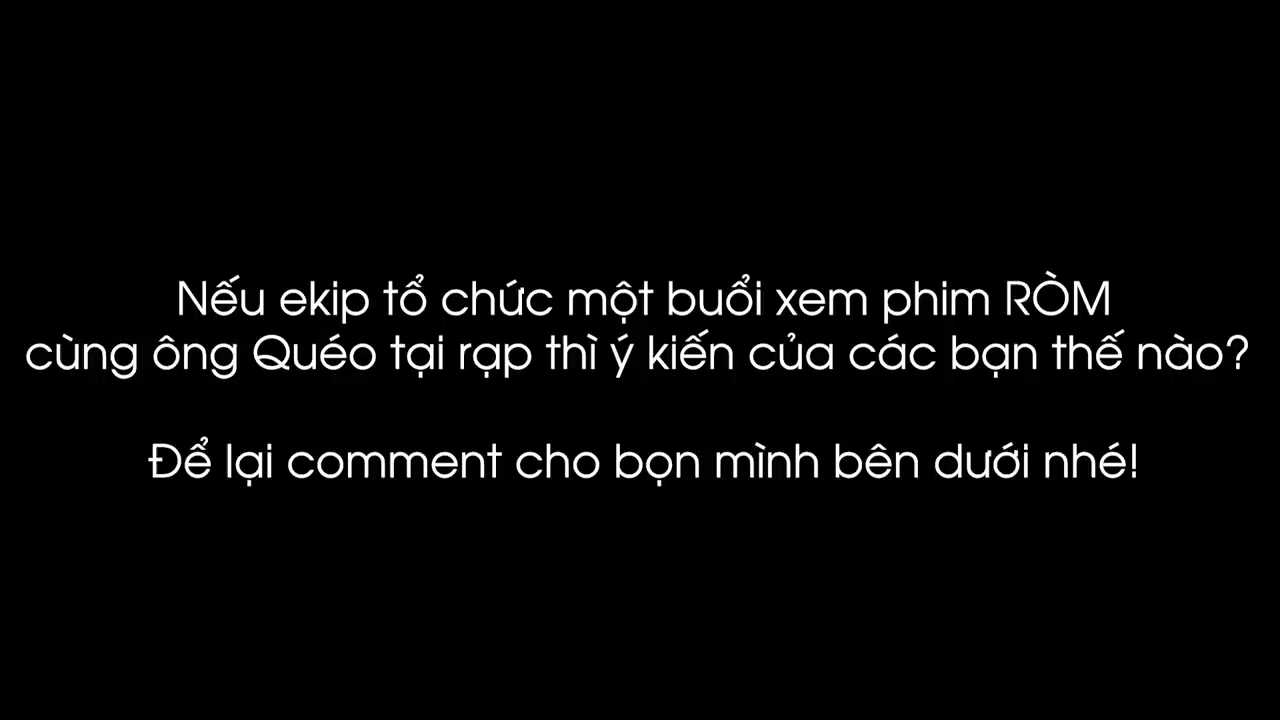 Nếu ekip tổ chức một buổi xem phim RÒM
cùng ông Quéo tại rạp thì ý kiến của các bạn thế nào?
Để lại comment cho bọn mình bên dưới nhé!